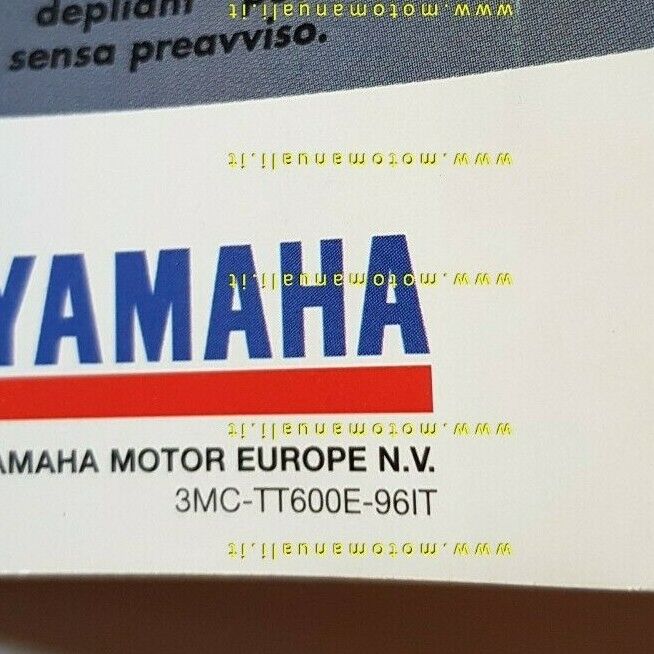 depliant
www.motomanuali.it
sensa preavviso.
www.motomanuali.it
YAMAHA
www.motomanuali.it
www.motomanuali.it
YAMAHA MOTOR EUROPE N.V.
3MC-TT600E-96IT
www.motomanuali.it